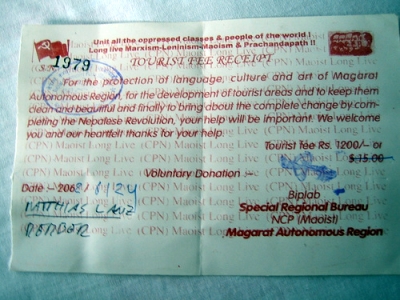 Unit all the oppressed classes & people of the world !
Long live Marxism-Leninism-Maoism & Prachandapath !!
TOURIST FEE RECEIPT
1979
For the protection of language, culture and art of Magarat
Autonomous Region, for the development of tourist areas and to keep them
clean and beautiful and finally to bring about the complete change by com-
pleting the Nepalese Revolution, your help will be important. We welcome
you and our heartfelt thanks for your help.
Tourist fee Rs. 1200/- or
$ 15.00
Voluntary Donation :-
Date :- 2062/11/24
Biplab
Special Regional Bureau
NCP (Maoist)
Magarat Autonomous Region